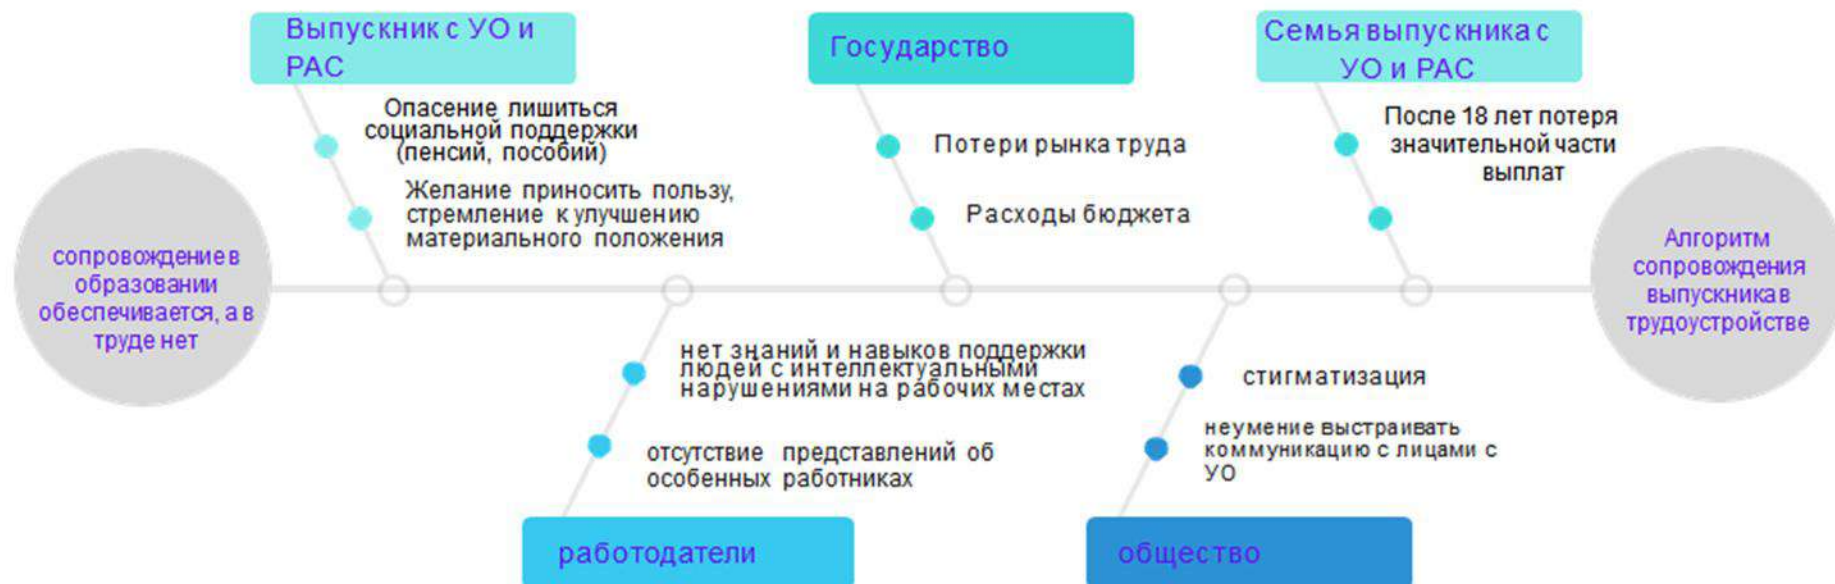 Выпускник с УО и
РАС
Государство
Семья выпускника с
УО и РАС
Опасение лишиться
социальной поддержки
(пенсий, пособий)
Желание приносить пользу,
стремление к улучшению
материального положения
Потери рынка труда
Расходы бюджета
После 18 лет потеря
значительной части
выплат
сопровождение в
образовании
обеспечивается, а в
труде нет
Алгоритм
сопровождения
выпускника в
трудоустройстве
нет знаний и навыков поддержки
людей с интеллектуальными
нарушениями на рабочих местах
отсутствие представлений об
особенных работниках
стигматизация
неумение выстраивать
коммуникацию с лицами с
УО
работодатели
общество